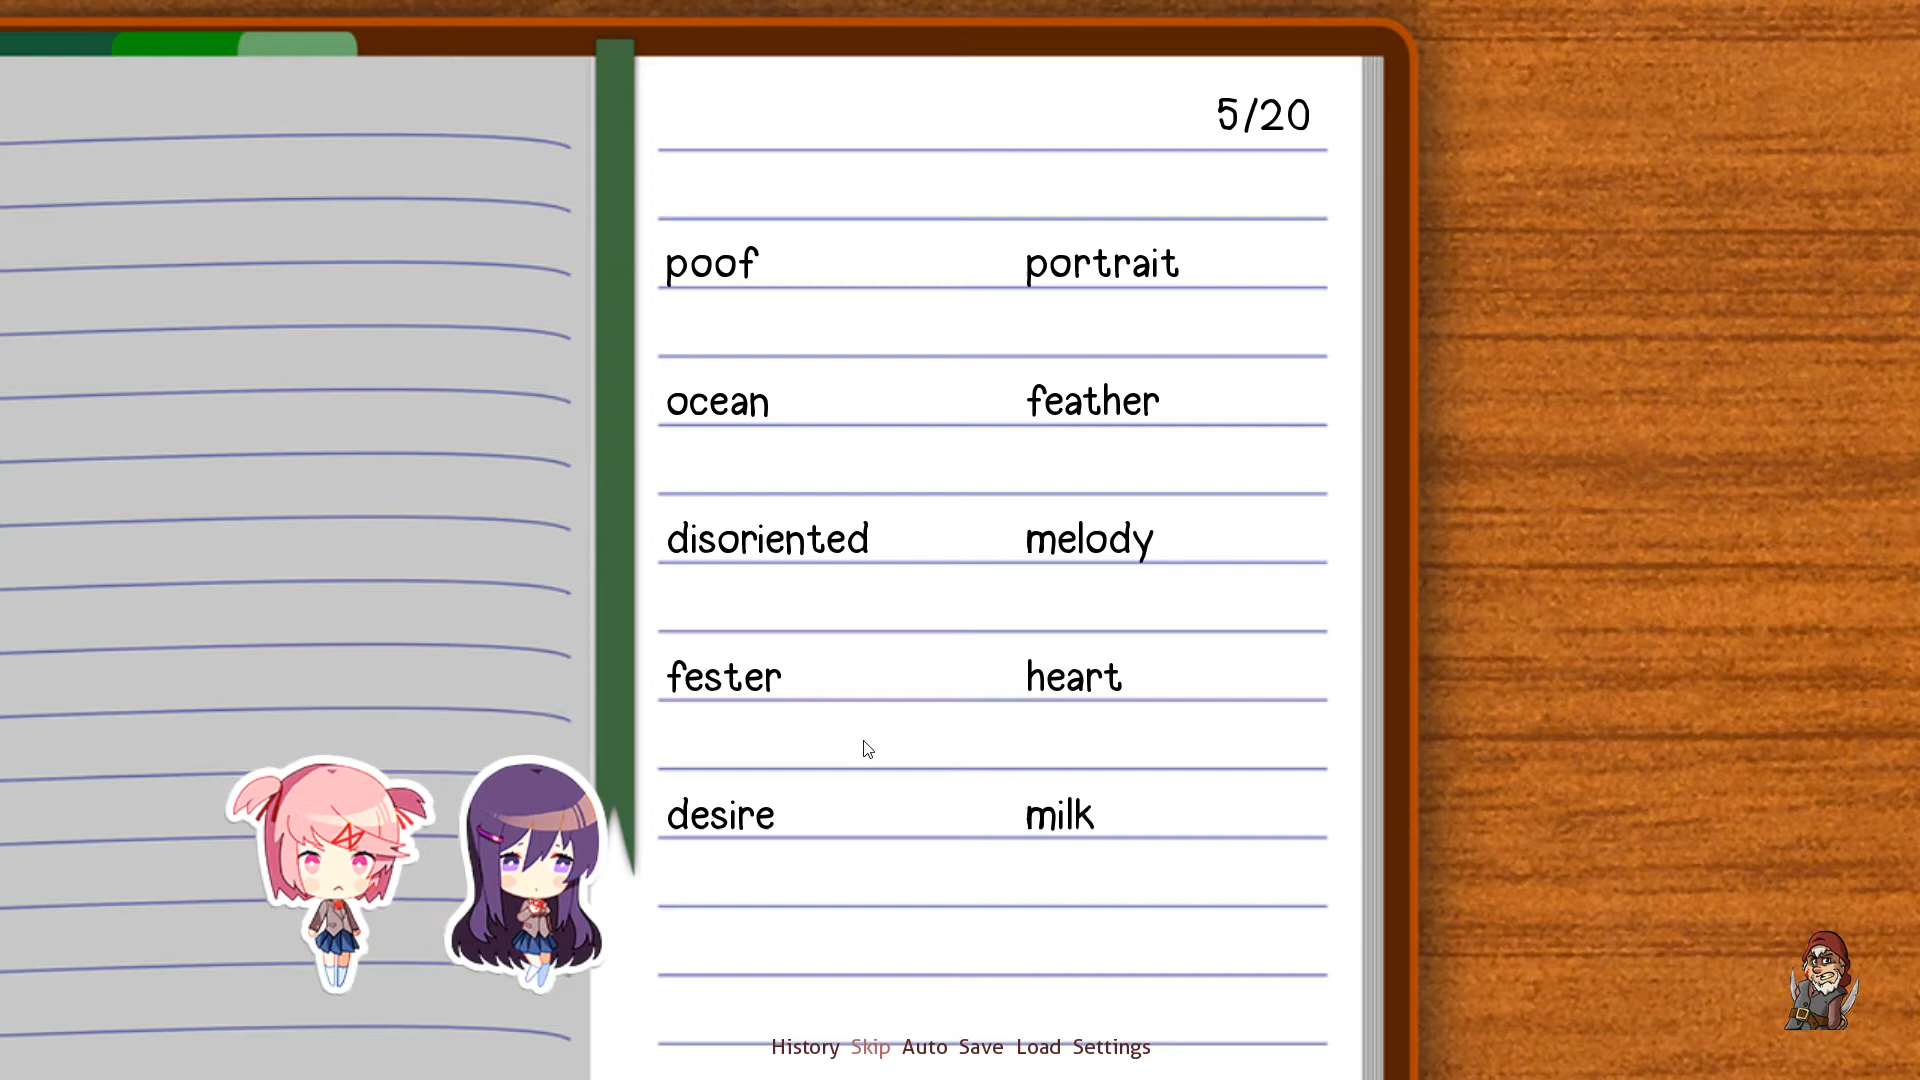 5/20
poof portrait
ocean feather
disoriented melody
fester heart
desire milk
History Skip Auto Save Load Settings